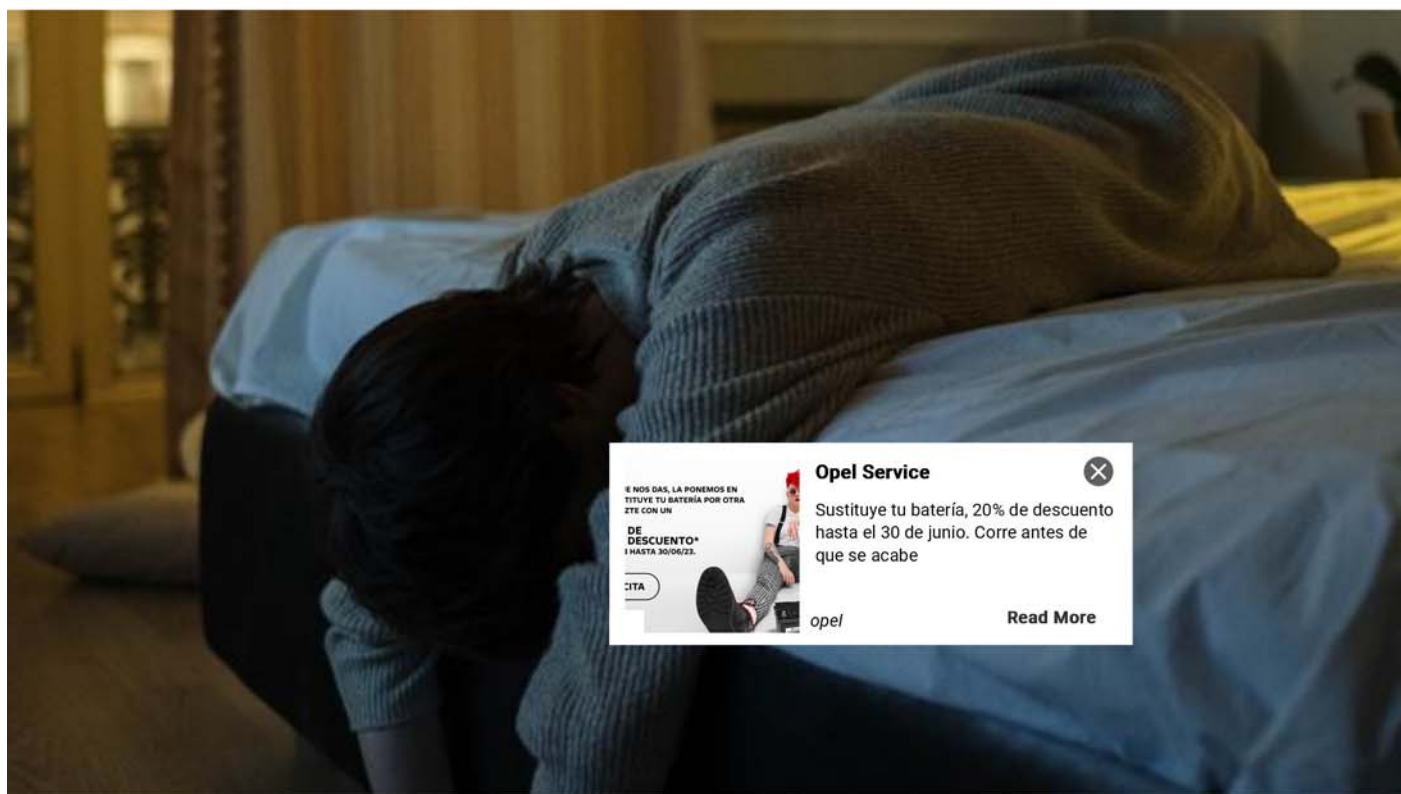 E NOS DAS, LA PONEMOS EN
TITUYE TU BATERÍA POR OTRA
ZTE CON UN
DE
DESCUENTO*
HASTA 30/06/23.
CITA
Opel Service
Sustituye tu batería, 20% de descuento
hasta el 30 de junio. Corre antes de
que se acabe
opel
Read More